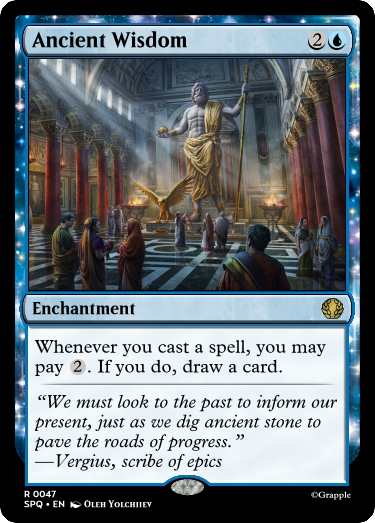 Ancient Wisdom 2
Enchantment
Whenever you cast a spell, you may
pay 2. If you do, draw a card.
“We must look to the past to inform our
present, just as we dig ancient stone to
pave the roads of progress.”
—Vergius, scribe of epics
R 0047
©Grapple
SPQ • EN Oleh Yolchiiev